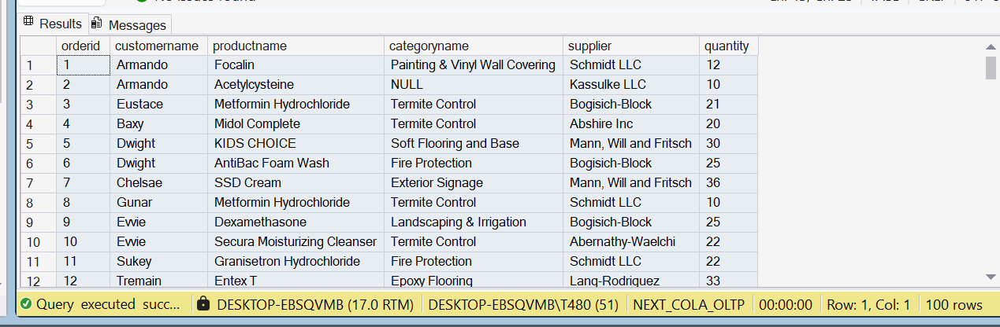 Results Messages
orderid customername productname categoryname supplier quantity
1 1 Armando Focalin Painting & Vinyl Wall Covering Schmidt LLC 12
2 2 Armando Acetylcysteine NULL Kassulke LLC 10
3 3 Eustace Metformin Hydrochloride Termite Control Bogisich-Block 21
4 4 Baxy Midol Complete Termite Control Abshire Inc 20
5 5 Dwight KIDS CHOICE Soft Flooring and Base Mann, Will and Fritsch 30
6 6 Dwight AntiBac Foam Wash Fire Protection Bogisich-Block 25
7 7 Chelsae SSD Cream Exterior Signage Mann, Will and Fritsch 36
8 8 Gunar Metformin Hydrochloride Termite Control Schmidt LLC 10
9 9 Evvie Dexamethasone Landscaping & Irrigation Bogisich-Block 25
10 10 Evvie Secura Moisturizing Cleanser Termite Control Abernathy-Waelchi 22
11 11 Sukey Granisetron Hydrochloride Fire Protection Schmidt LLC 22
12 12 Tremain Entex T Epoxy Flooring Lang-Rodriguez 33
Query executed succ... DESKTOP-EBSQVMB (17.0 RTM) DESKTOP-EBSQVMB\T480 (51) NEXT_COLA_OLTP 00:00:00 Row: 1, Col: 1 100 rows